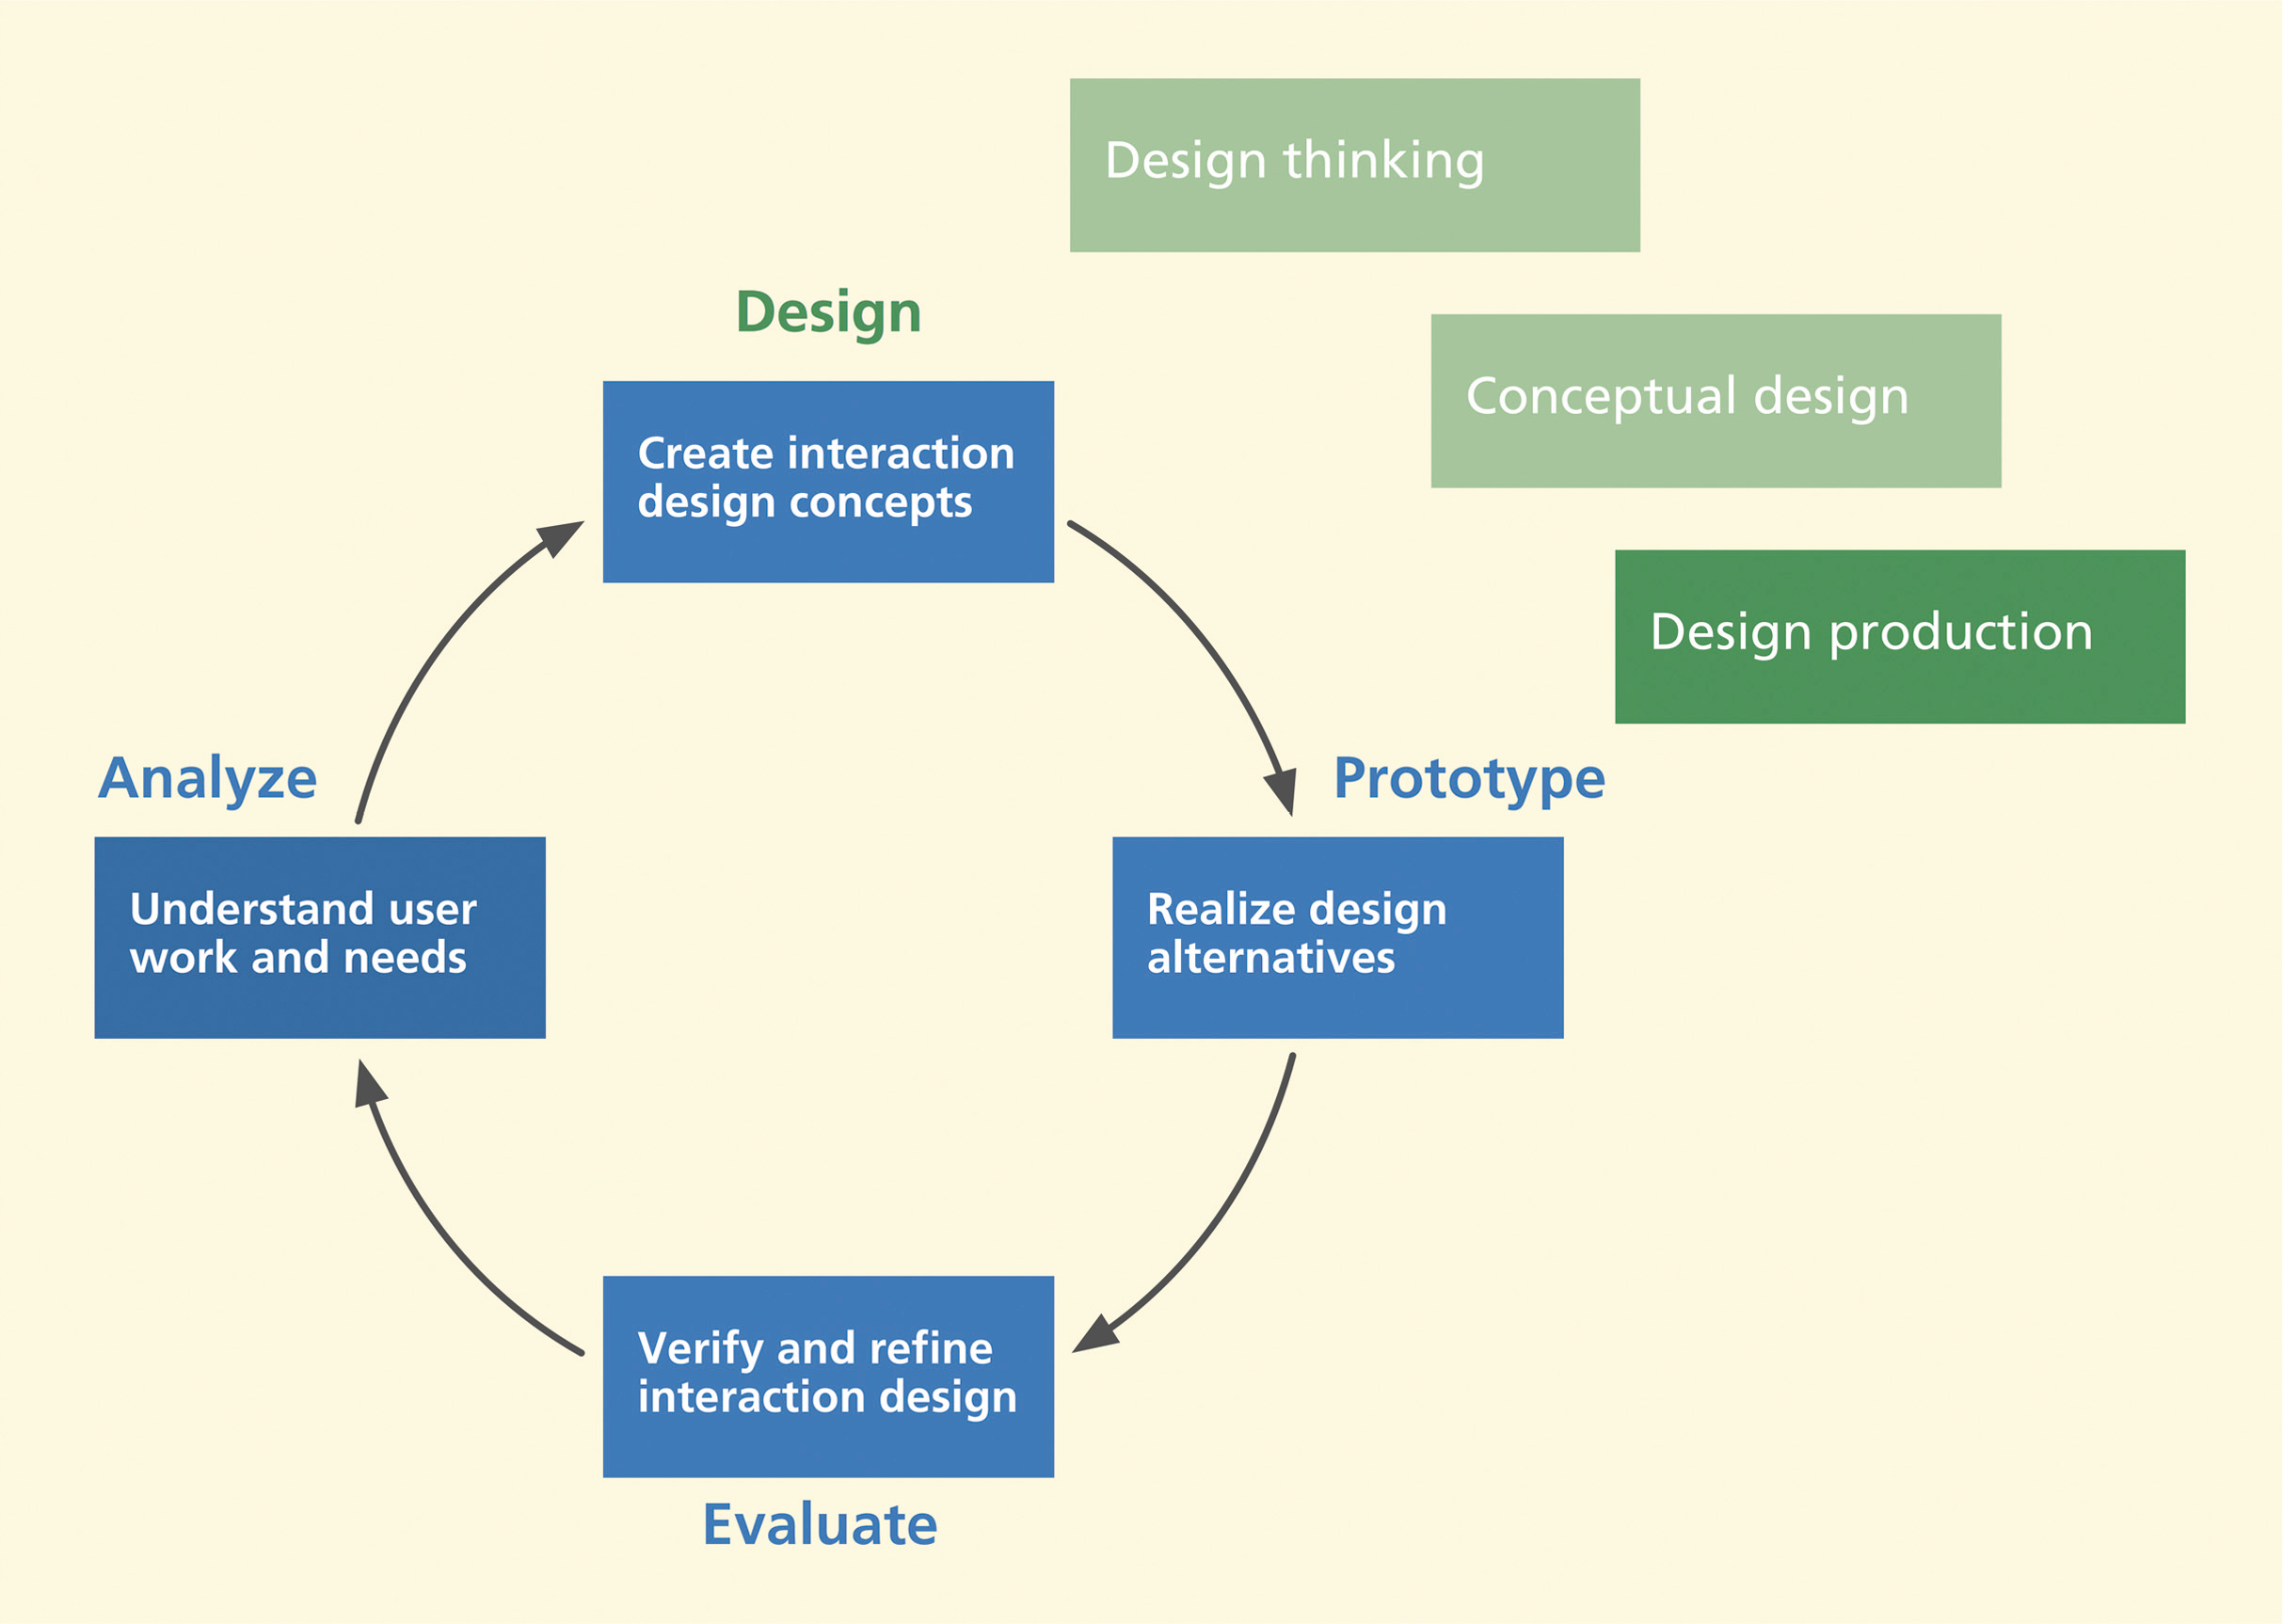 Design thinking
Design
Conceptual design
Create interaction
design concepts
Design production
Analyze
Prototype
Understand user
work and needs
Realize design
alternatives
Verify and refine
interaction design
Evaluate